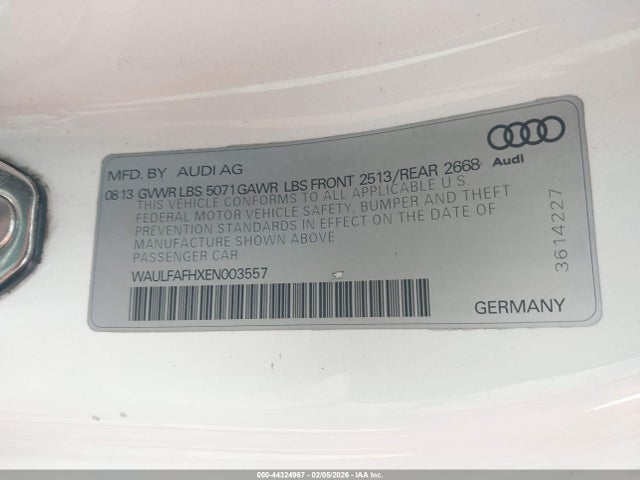 MFD. BY AUDI AG
Audi
08 13 GVWR LBS 5071 GAWR LBS FRONT 2513/REAR 2668
THIS VEHICLE CONFORMS TO ALL APPLICABLE U.S.
FEDERAL MOTOR VEHICLE SAFETY, BUMPER AND THEFT
PREVENTION STANDARDS IN EFFECT ON THE DATE OF
MANUFACTURE SHOWN ABOVE
PASSENGER CAR
WAULFAFHXEN003557
GERMANY
3614227
000-44324967 - 02/05/2026 - IAA Inc.